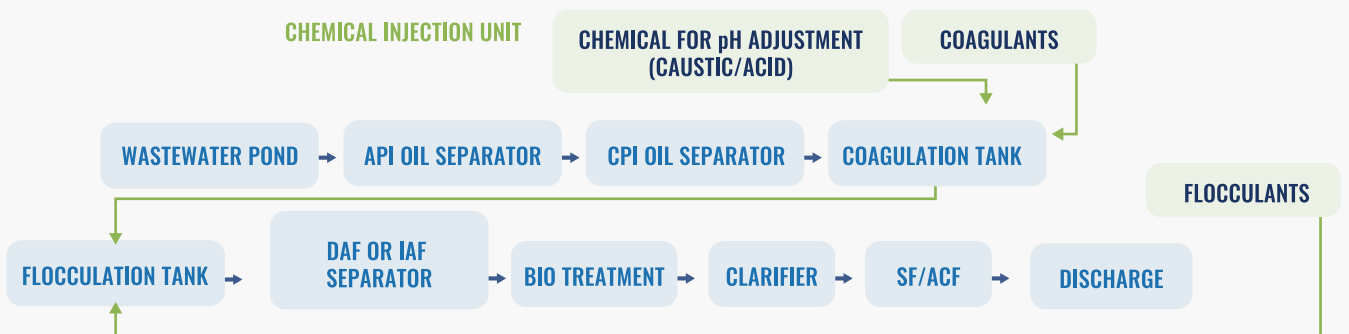 CHEMICAL INJECTION UNIT
CHEMICAL FOR pH ADJUSTMENT
(CAUSTIC/ACID)
COAGULANTS
WASTEWATER POND
API OIL SEPARATOR
CPI OIL SEPARATOR
COAGULATION TANK
FLOCCULANTS
FLOCCULATION TANK
DAF OR IAF
SEPARATOR
BIO TREATMENT
CLARIFIER
SF/ACF
DISCHARGE